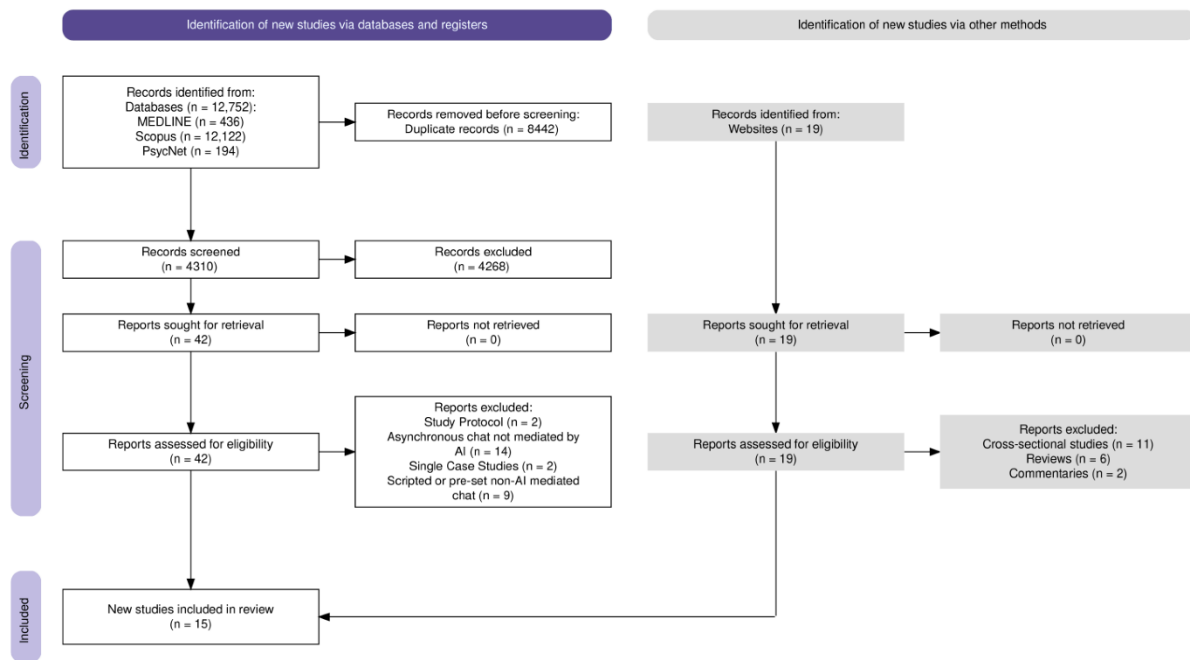 Identification of new studies via databases and registers
Identification of new studies via other methods
Identification
Records identified from:
Databases (n = 12,752):
MEDLINE (n = 436)
Scopus (n = 12,122)
PsycNet (n = 194)
Records removed before screening:
Duplicate records (n = 8442)
Records identified from:
Websites (n = 19)
Screening
Records screened
(n = 4310)
Records excluded
(n = 4268)
Reports sought for retrieval
(n = 42)
Reports not retrieved
(n = 0)
Reports sought for retrieval
(n = 19)
Reports not retrieved
(n = 0)
Reports assessed for eligibility
(n = 42)
Reports excluded:
Study Protocol (n = 2)
Asynchronous chat not mediated by
AI (n = 14)
Single Case Studies (n = 2)
Scripted or pre-set non-AI mediated
chat (n = 9)
Reports assessed for eligibility
(n = 19)
Reports excluded:
Cross-sectional studies (n = 11)
Reviews (n = 6)
Commentaries (n = 2)
Included
New studies included in review
(n = 15)